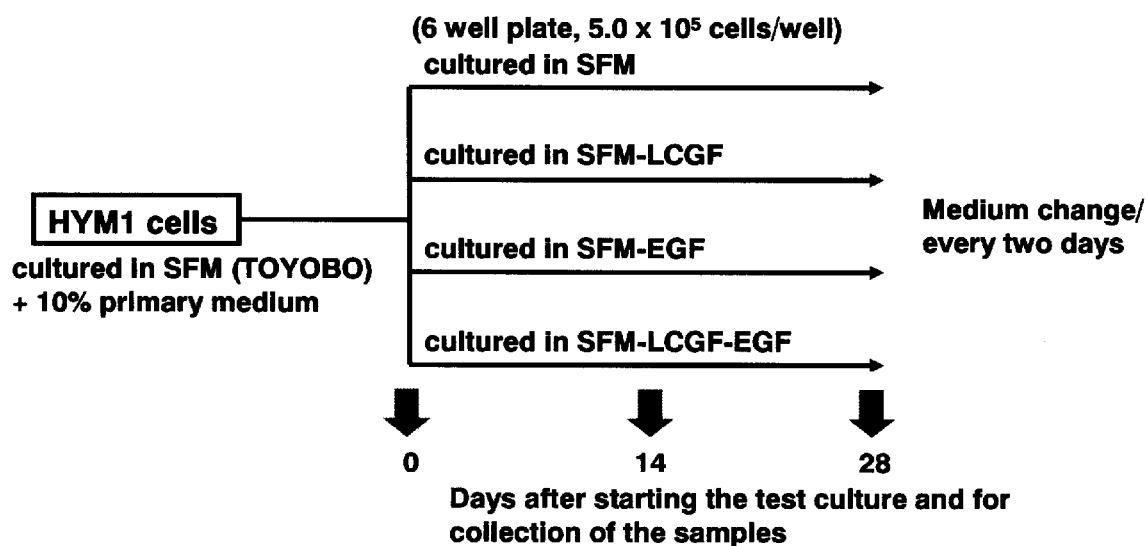 (6 well plate, 5.0 x 10⁵ cells/well)
cultured in SFM
cultured in SFM-LCGF
HYM1 cells
cultured in SFM (TOYOBO)
+ 10% primary medium
cultured in SFM-EGF
cultured in SFM-LCGF-EGF
Medium change/
every two days
0 14 28
Days after starting the test culture and for
collection of the samples